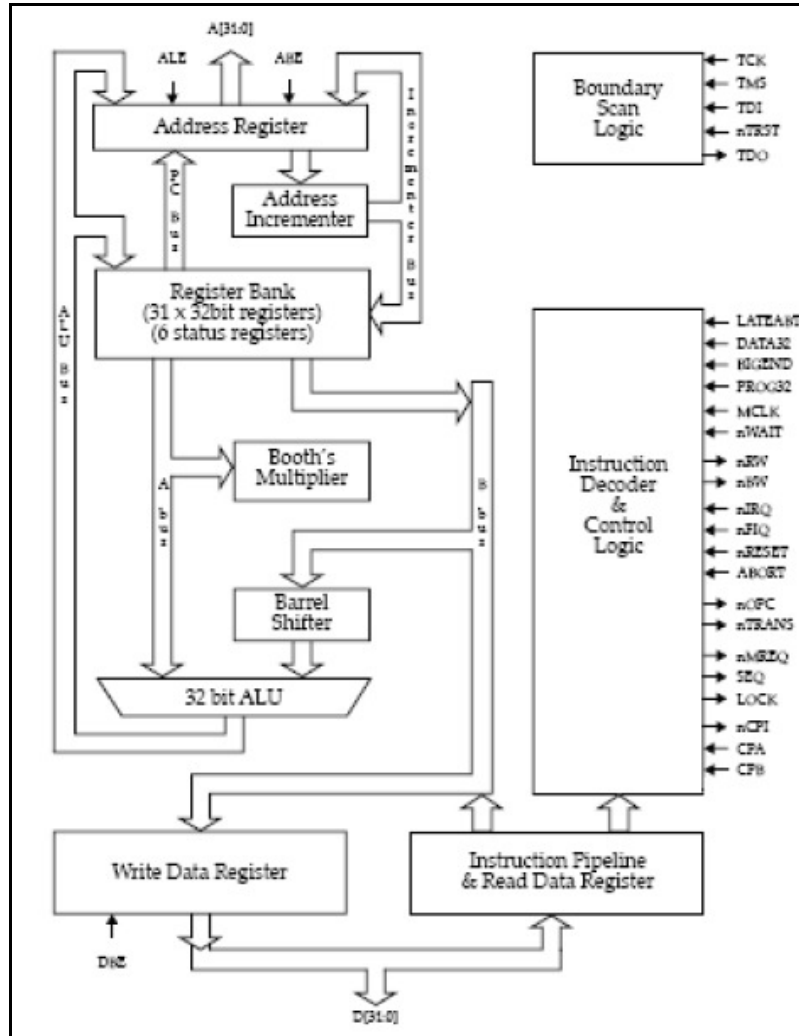 A[31:0]
ALE
ABE
Address Register
PC Bus
Address
Incrementer
Incrementer Bus
Register Bank
(31 x 32bit registers)
(6 status registers)
ALU Bus
A bus
Booth's
Multiplier
B bus
Barrel
Shifter
32 bit ALU
Write Data Register
DBE
Instruction Pipeline
& Read Data Register
D[31:0]
Boundary
Scan
Logic
TCK
TMS
TDI
nTRST
TDO
Instruction
Decoder
&
Control
Logic
LATEABT
DATA32
BIGEND
PROG32
MCLK
nWAIT
nRW
nBW
nIRQ
nFIQ
nRESET
ABORT
nOPC
nTRANS
nMREQ
SEQ
LOCK
nCPI
CPA
CPB